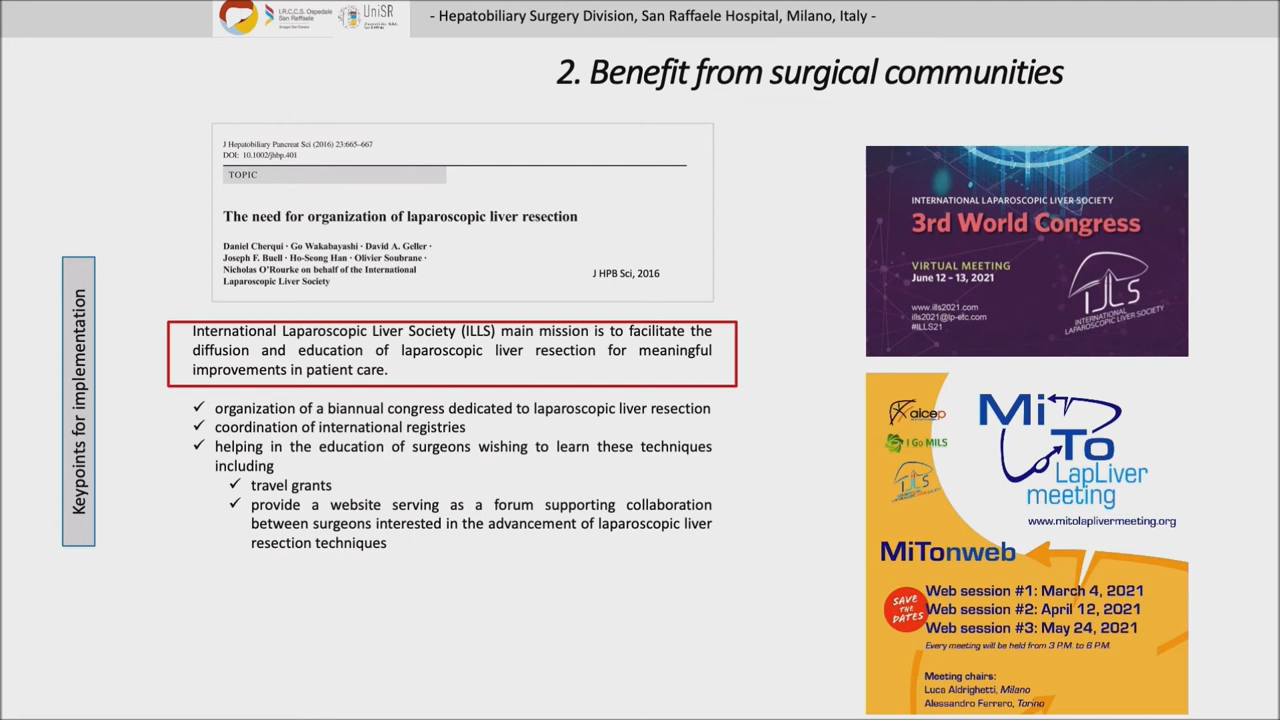 I.R.C.C.S. Ospedale
San Raffaele
UniSR
- Hepatobiliary Surgery Division, San Raffaele Hospital, Milano, Italy -
2. Benefit from surgical communities
Keypoints for implementation
J Hepatobiliary Pancreat Sci (2016) 23:665–667
DOI: 10.1002/jhbp.401
TOPIC
The need for organization of laparoscopic liver resection
Daniel Cherqui · Go Wakabayashi · David A. Geller ·
Joseph F. Buell · Ho-Seong Han · Olivier Soubrane ·
Nicholas O'Rourke on behalf of the International
Laparoscopic Liver Society
J HPB Sci, 2016
International Laparoscopic Liver Society (ILLS) main mission is to facilitate the
diffusion and education of laparoscopic liver resection for meaningful
improvements in patient care.
✓ organization of a biannual congress dedicated to laparoscopic liver resection
✓ coordination of international registries
✓ helping in the education of surgeons wishing to learn these techniques
including
✓ travel grants
✓ provide a website serving as a forum supporting collaboration
between surgeons interested in the advancement of laparoscopic liver
resection techniques
INTERNATIONAL LAPAROSCOPIC LIVER SOCIETY
3rd World Congress
VIRTUAL MEETING
June 12 – 13, 2021
www.ills2021.com
ills2021@lp-etc.com
#ILLS21
ILLS
INTERNATIONAL
LAPAROSCOPIC LIVER SOCIETY
aicep
I Go MILS
MiTo
LapLiver
meeting
www.mitolaplivermeeting.org
MiTonweb
SAVE
THE
DATES
Web session #1: March 4, 2021
Web session #2: April 12, 2021
Web session #3: May 24, 2021
Every meeting will be held from 3 P.M. to 6 P.M.
Meeting chairs:
Luca Aldrighetti, Milano
Alessandro Ferrero, Torino